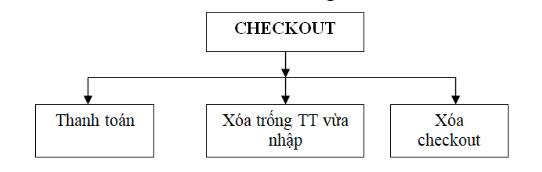 CHECKOUT
Thanh toán
Xóa trống TT vừa
nhập
Xóa
checkout